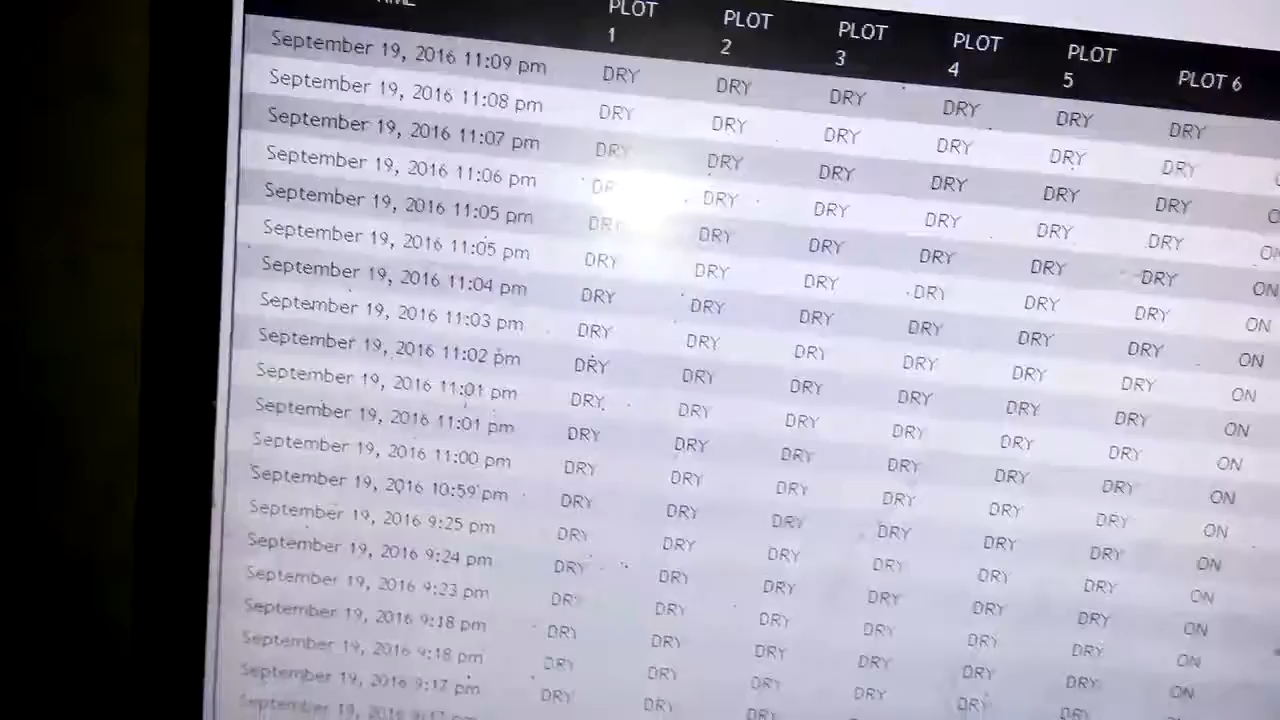 PLOT 1 PLOT 2 PLOT 3 PLOT 4 PLOT 5 PLOT 6
September 19, 2016 11:09 pm DRY DRY DRY DRY DRY DRY
September 19, 2016 11:08 pm DRY DRY DRY DRY DRY DRY
September 19, 2016 11:07 pm DRY DRY DRY DRY DRY DRY
September 19, 2016 11:06 pm DRY DRY DRY DRY DRY DRY ON
September 19, 2016 11:05 pm DRY DRY DRY DRY DRY DRY ON
September 19, 2016 11:05 pm DRY DRY DRY DRY DRY DRY ON
September 19, 2016 11:04 pm DRY DRY DRY DRY DRY DRY ON
September 19, 2016 11:03 pm DRY DRY DRY DRY DRY DRY ON
September 19, 2016 11:02 pm DRY DRY DRY DRY DRY DRY ON
September 19, 2016 11:01 pm DRY DRY DRY DRY DRY DRY ON
September 19, 2016 11:01 pm DRY DRY DRY DRY DRY DRY ON
September 19, 2016 11:00 pm DRY DRY DRY DRY DRY DRY ON
September 19, 2016 10:59 pm DRY DRY DRY DRY DRY DRY ON
September 19, 2016 9:25 pm DRY DRY DRY DRY DRY DRY ON
September 19, 2016 9:24 pm DRY DRY DRY DRY DRY DRY ON
September 19, 2016 9:23 pm DRY DRY DRY DRY DRY DRY ON
September 19, 2016 9:18 pm DRY DRY DRY DRY DRY DRY ON
September 19, 2016 9:18 pm DRY DRY DRY DRY DRY DRY
September 19, 2016 9:17 pm DRY DRY DRY DRY
September 19, 2016